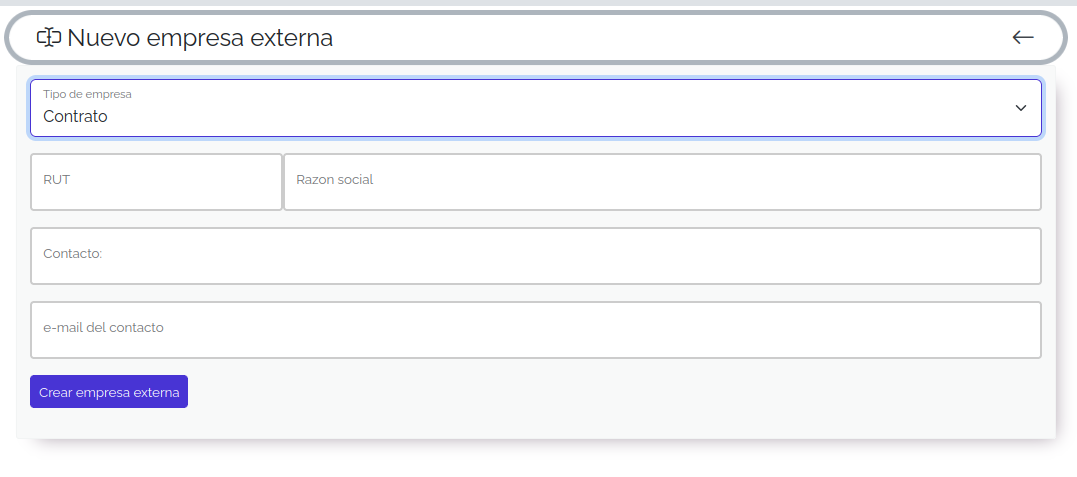 Nuevo empresa externa
Tipo de empresa
Contrato
RUT
Razon social
Contacto:
e-mail del contacto
Crear empresa externa